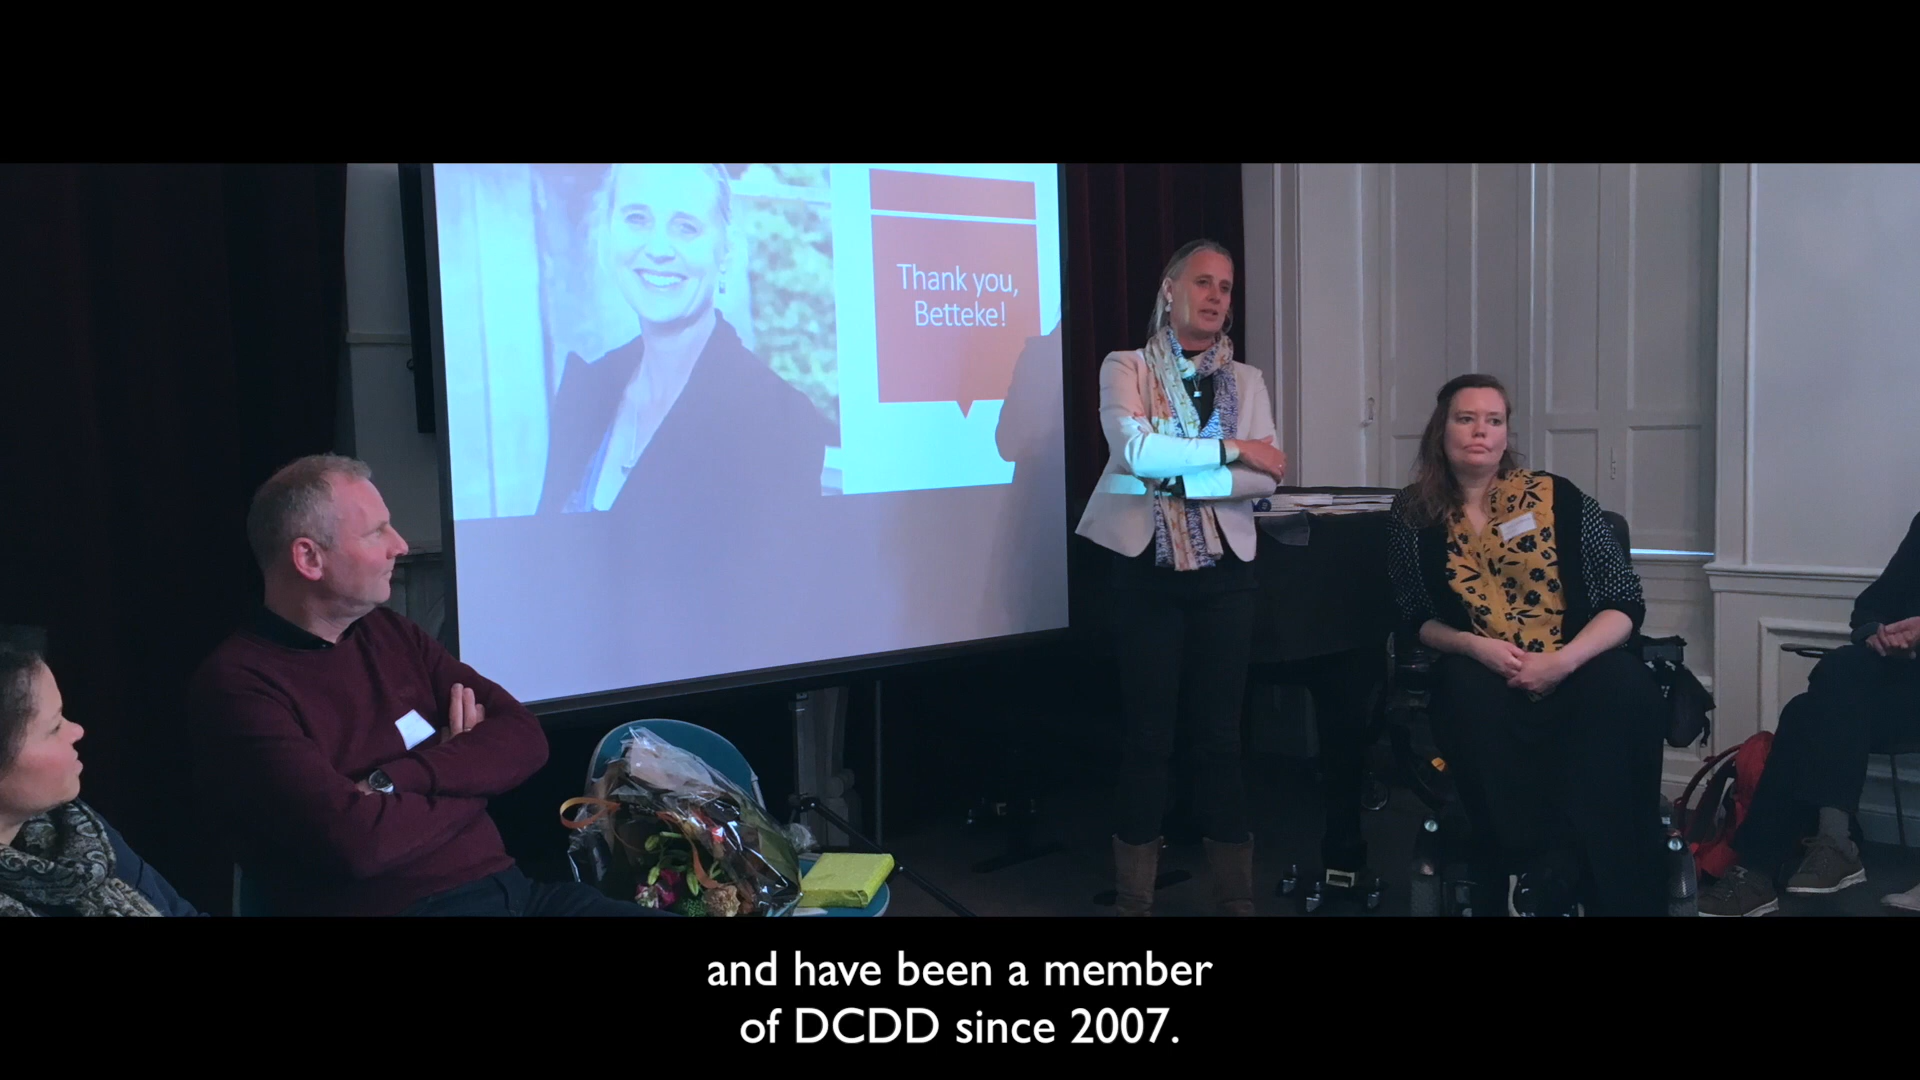 Thank you,
Betteke!
and have been a member
of DCDD since 2007.